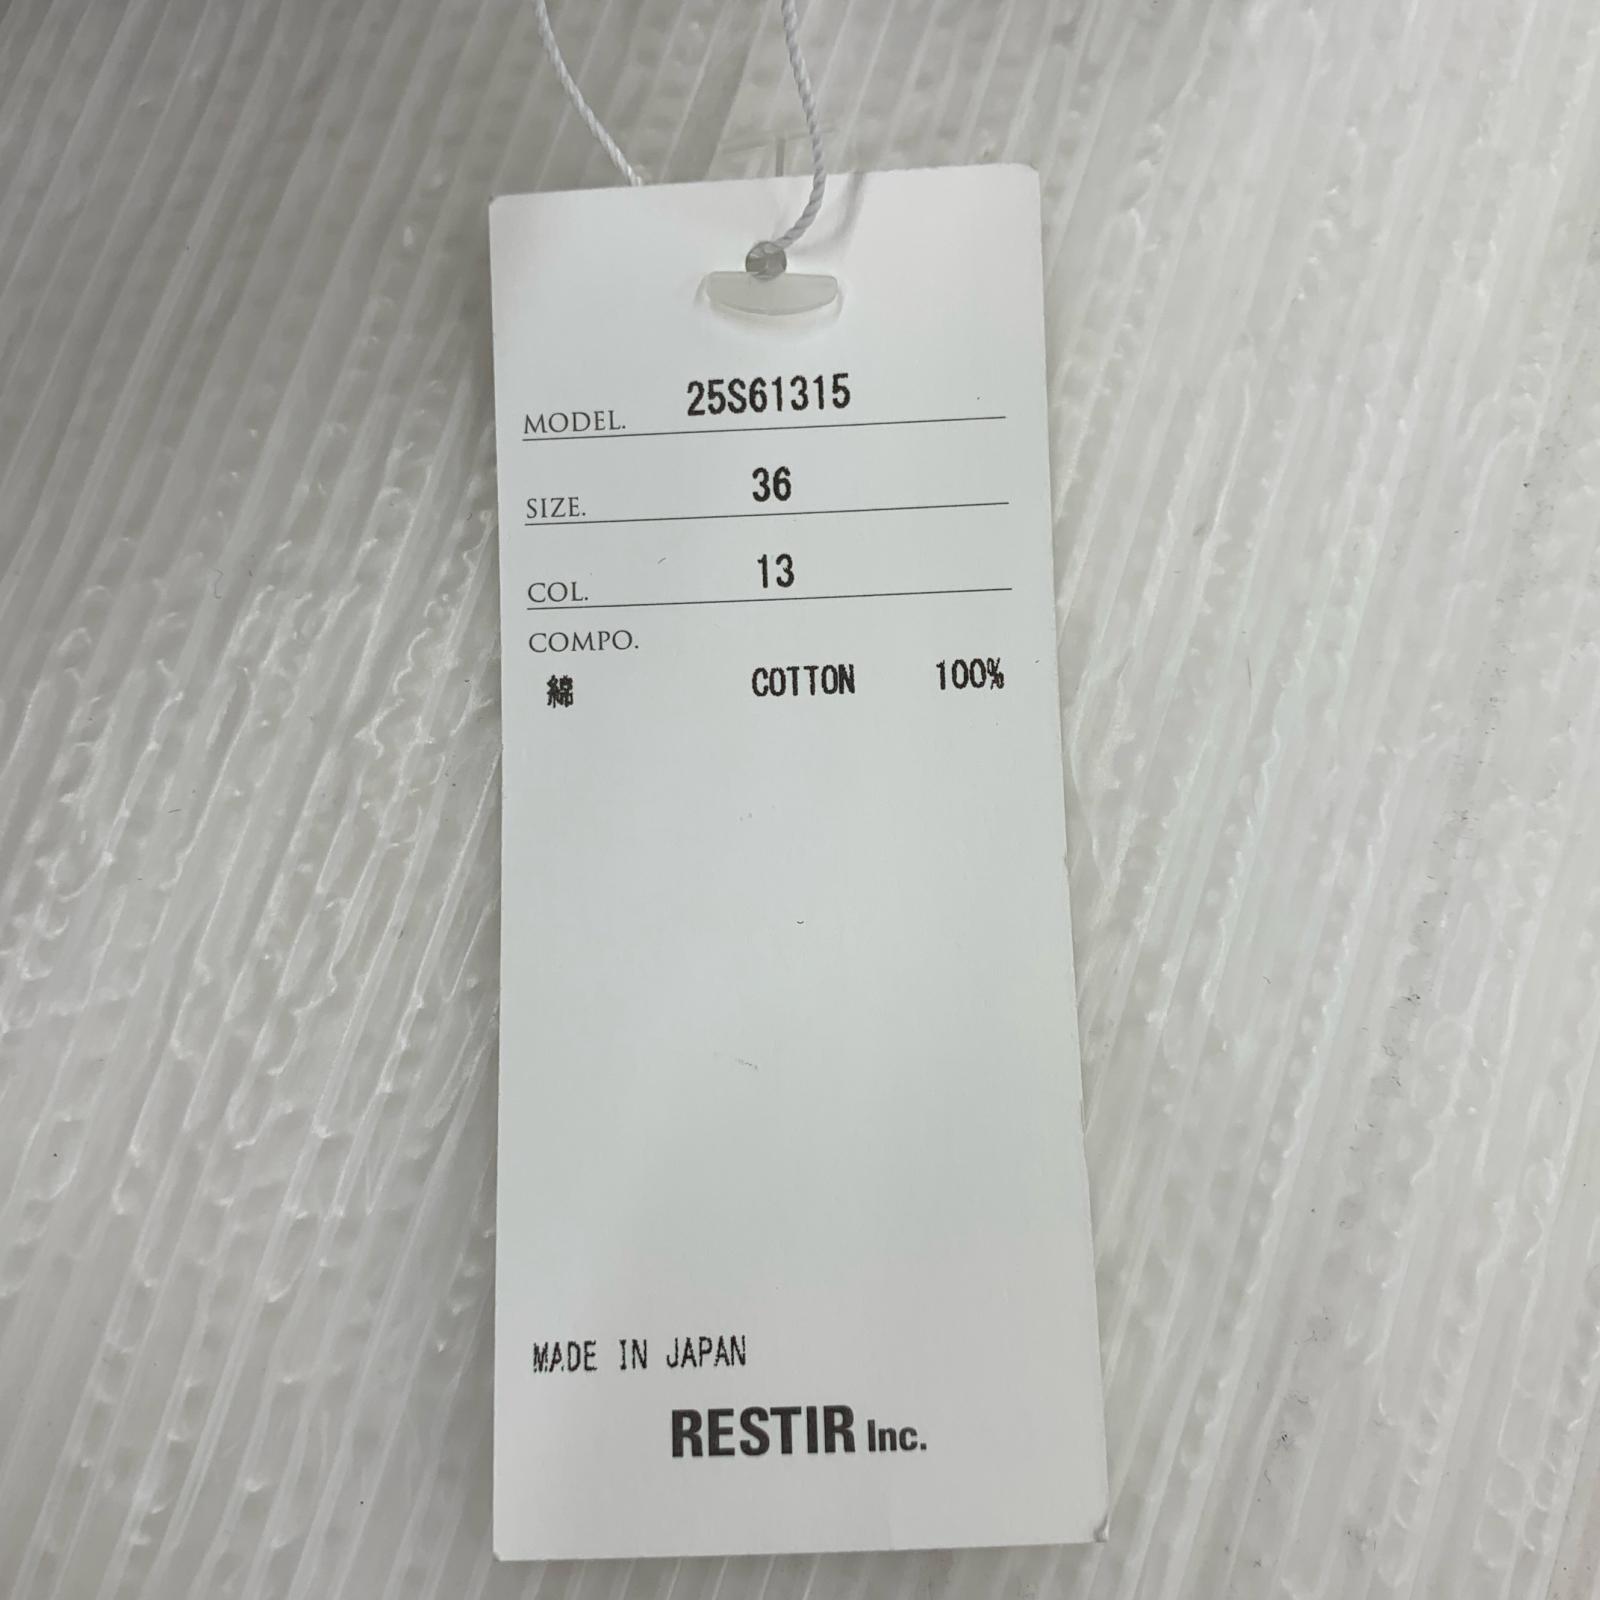 MODEL. 25S61315
SIZE. 36
COL. 13
COMPO.
綿 COTTON 100%
MADE IN JAPAN
RESTIR Inc.